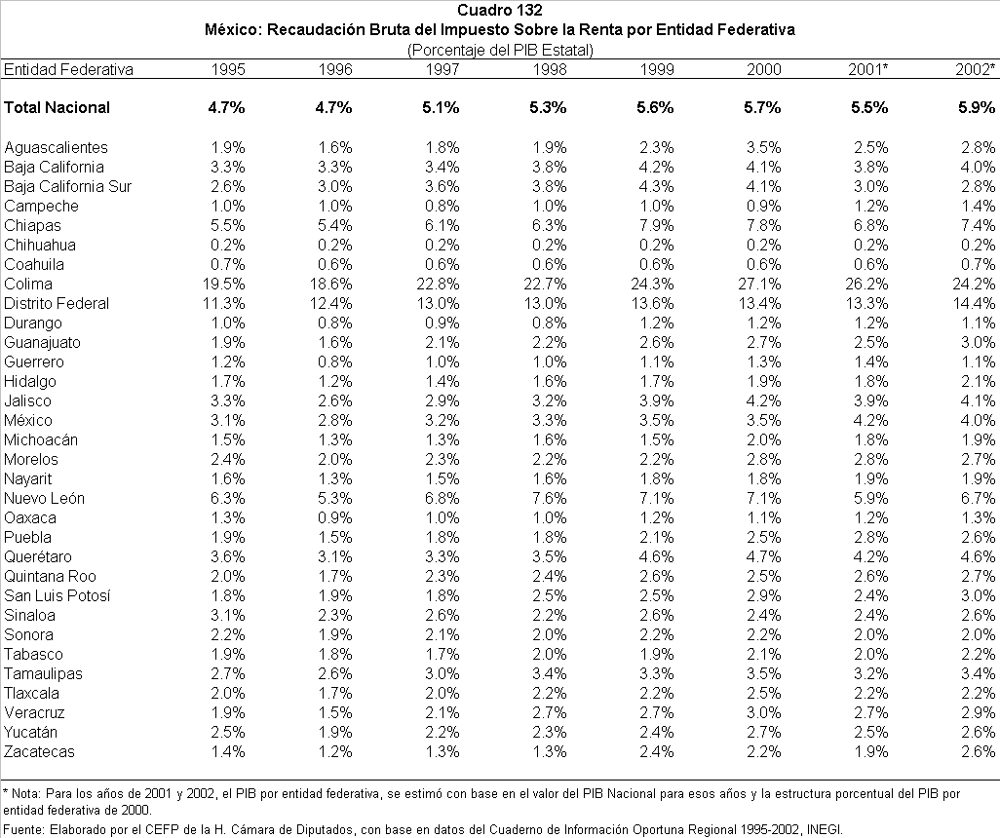 Cuadro 132
México: Recaudación Bruta del Impuesto Sobre la Renta por Entidad Federativa
(Porcentaje del PIB Estatal)
Entidad Federativa 1995 1996 1997 1998 1999 2000 2001* 2002*
Total Nacional 4.7% 4.7% 5.1% 5.3% 5.6% 5.7% 5.5% 5.9%
Aguascalientes 1.9% 1.6% 1.8% 1.9% 2.3% 3.5% 2.5% 2.8%
Baja California 3.3% 3.3% 3.4% 3.8% 4.2% 4.1% 3.8% 4.0%
Baja California Sur 2.6% 3.0% 3.6% 3.8% 4.3% 4.1% 3.0% 2.8%
Campeche 1.0% 1.0% 0.8% 1.0% 1.0% 0.9% 1.2% 1.4%
Chiapas 5.5% 5.4% 6.1% 6.3% 7.9% 7.8% 6.8% 7.4%
Chihuahua 0.2% 0.2% 0.2% 0.2% 0.2% 0.2% 0.2% 0.2%
Coahuila 0.7% 0.6% 0.6% 0.6% 0.6% 0.6% 0.6% 0.7%
Colima 19.5% 18.6% 22.8% 22.7% 24.3% 27.1% 26.2% 24.2%
Distrito Federal 11.3% 12.4% 13.0% 13.0% 13.6% 13.4% 13.3% 14.4%
Durango 1.0% 0.8% 0.9% 0.8% 1.2% 1.2% 1.2% 1.1%
Guanajuato 1.9% 1.6% 2.1% 2.2% 2.6% 2.7% 2.5% 3.0%
Guerrero 1.2% 0.8% 1.0% 1.0% 1.1% 1.3% 1.4% 1.1%
Hidalgo 1.7% 1.2% 1.4% 1.6% 1.7% 1.9% 1.8% 2.1%
Jalisco 3.3% 2.6% 2.9% 3.2% 3.9% 4.2% 3.9% 4.1%
México 3.1% 2.8% 3.2% 3.3% 3.5% 3.5% 4.2% 4.0%
Michoacán 1.5% 1.3% 1.3% 1.6% 1.5% 2.0% 1.8% 1.9%
Morelos 2.4% 2.0% 2.3% 2.2% 2.2% 2.8% 2.8% 2.7%
Nayarit 1.6% 1.3% 1.5% 1.6% 1.8% 1.8% 1.9% 1.9%
Nuevo León 6.3% 5.3% 6.8% 7.6% 7.1% 7.1% 5.9% 6.7%
Oaxaca 1.3% 0.9% 1.0% 1.0% 1.2% 1.1% 1.2% 1.3%
Puebla 1.9% 1.5% 1.8% 1.8% 2.1% 2.5% 2.8% 2.6%
Querétaro 3.6% 3.1% 3.3% 3.5% 4.6% 4.7% 4.2% 4.6%
Quintana Roo 2.0% 1.7% 2.3% 2.4% 2.6% 2.5% 2.6% 2.7%
San Luis Potosí 1.8% 1.9% 1.8% 2.5% 2.5% 2.9% 2.4% 3.0%
Sinaloa 3.1% 2.3% 2.6% 2.2% 2.6% 2.4% 2.4% 2.6%
Sonora 2.2% 1.9% 2.1% 2.0% 2.2% 2.2% 2.0% 2.0%
Tabasco 1.9% 1.8% 1.7% 2.0% 1.9% 2.1% 2.0% 2.2%
Tamaulipas 2.7% 2.6% 3.0% 3.4% 3.3% 3.5% 3.2% 3.4%
Tlaxcala 2.0% 1.7% 2.0% 2.2% 2.2% 2.5% 2.2% 2.2%
Veracruz 1.9% 1.5% 2.1% 2.7% 2.7% 3.0% 2.7% 2.9%
Yucatán 2.5% 1.9% 2.2% 2.3% 2.4% 2.7% 2.5% 2.6%
Zacatecas 1.4% 1.2% 1.3% 1.3% 2.4% 2.2% 1.9% 2.6%
* Nota: Para los años de 2001 y 2002, el PIB por entidad federativa, se estimó con base en el valor del PIB Nacional para esos años y la estructura porcentual del PIB por
entidad federativa de 2000.
Fuente: Elaborado por el CEFP de la H. Cámara de Diputados, con base en datos del Cuaderno de Información Oportuna Regional 1995-2002, INEGI.